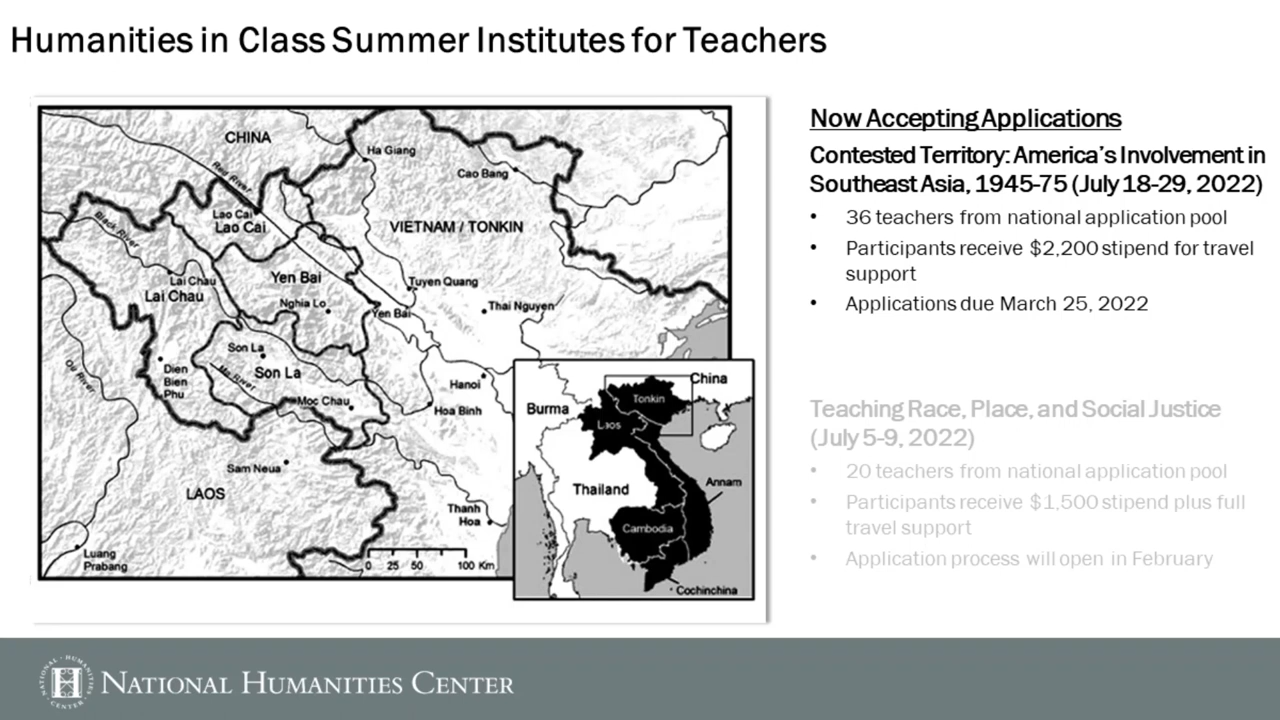 Humanities in Class Summer Institutes for Teachers
CHINA
Ha Giang
Red River
Cao Bang
Black River
Lao Cai
Lao Cai
VIETNAM / TONKIN
Lai Chau
Lai Chau
Yen Bai
Tuyen Quang
Nghia Lo
Yen Bai
Thai Nguyen
Son La
Son La
Dien
Bien
Phu
Ma River
Ou River
Moc Chau
Hanoi
Hoa Binh
Sam Neua
LAOS
Thanh
Hoa
Luang
Prabang
0 25 50 100 Km
China
Burma
Tonkin
Laos
Thailand
Annam
Cambodia
Cochinchina
Now Accepting Applications
Contested Territory: America's Involvement in
Southeast Asia, 1945-75 (July 18-29, 2022)
• 36 teachers from national application pool
• Participants receive $2,200 stipend for travel
support
• Applications due March 25, 2022
Teaching Race, Place, and Social Justice
(July 5-9, 2022)
• 20 teachers from national application pool
• Participants receive $1,500 stipend plus full
travel support
• Application process will open in February
NATIONAL · HUMANITIES · CENTER ·
H
NATIONAL HUMANITIES CENTER